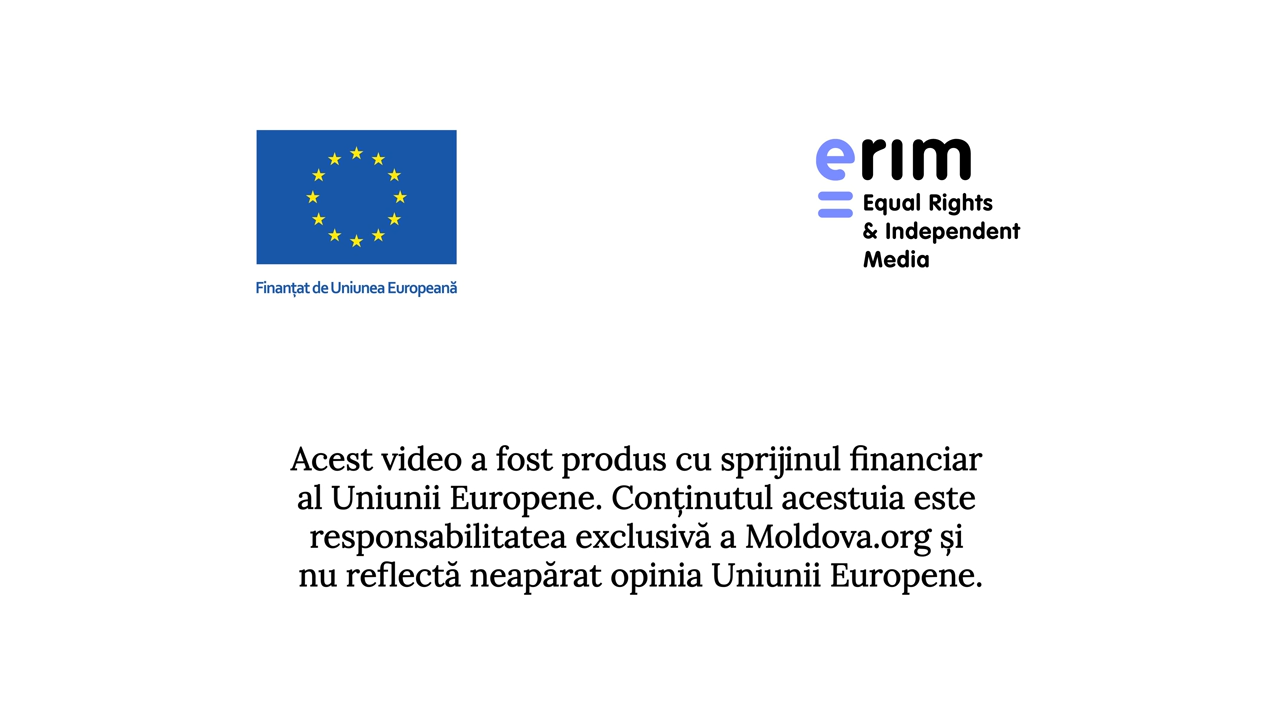 Finanțat de Uniunea Europeană
erim
Equal Rights
& Independent
Media
Acest video a fost produs cu sprijinul financiar
al Uniunii Europene. Conținutul acestuia este
responsabilitatea exclusivă a Moldova.org și
nu reflectă neapărat opinia Uniunii Europene.